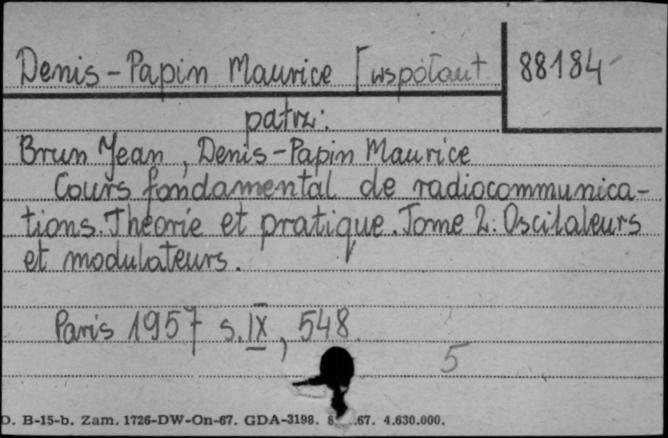 Denis-Papin Maurice [współaut 88184
patrz:
Brun Jean, Denis-Papin Maurice
Cours fondamental de radiocommunica-
tions. Théorie et pratique. Tome 2: Oscilateurs
et modulateurs.
Paris 1957 s. IX, 548
5
D. B-15-b. Zam. 1726-DW-On-67. GDA-3198. .67. 4.630.000.